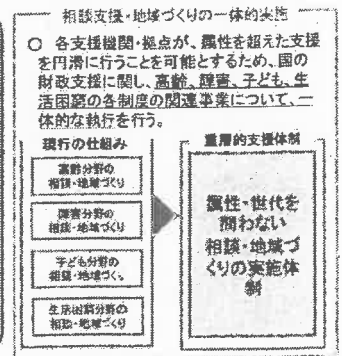 相談支援・地域づくりの一体的実施
○ 各支援機関・拠点が、属性を超えた支援
を円滑に行うことを可能とするため、国の
財政支援に関し、高齢、障害、子ども、生
活困窮の各制度の関連事業について、一
体的な執行を行う。
現行の仕組み
高齢分野の
相談・地域づくり
障害分野の
相談・地域づくり
子ども分野の
相談・地域づくり
生活困窮分野の
相談・地域づくり
重層的支援体制
属性・世代を
問わない
相談・地域づ
くりの実施体
制